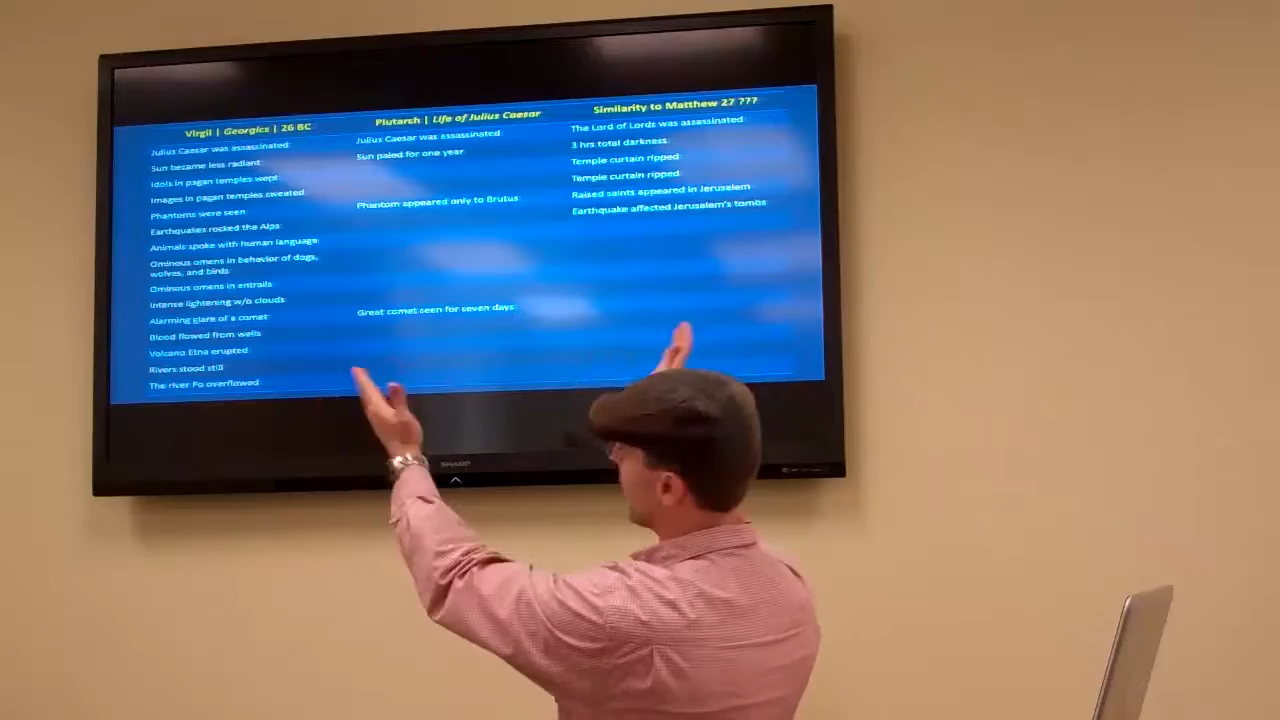 Virgil | Georgics | 26 BC
Julius Caesar was assassinated
Sun became less radiant
Idols in pagan temples wept
Images in pagan temples sweated
Phantoms were seen
Earthquakes rocked the Alps
Animals spoke with human language
Ominous omens in behavior of dogs,
wolves, and birds
Ominous omens in entrails
Intense lightening w/o clouds
Alarming glare of a comet
Blood flowed from wells
Volcano Etna erupted
Rivers stood still
The river Po overflowed
Plutarch | Life of Julius Caesar
Julius Caesar was assassinated
Sun paled for one year
Phantom appeared only to Brutus
Great comet seen for seven days
Similarity to Matthew 27 ???
The Lord of Lords was assassinated
3 hrs total darkness
Temple curtain ripped
Temple curtain ripped
Raised saints appeared in Jerusalem
Earthquake affected Jerusalem's tombs
SHARP